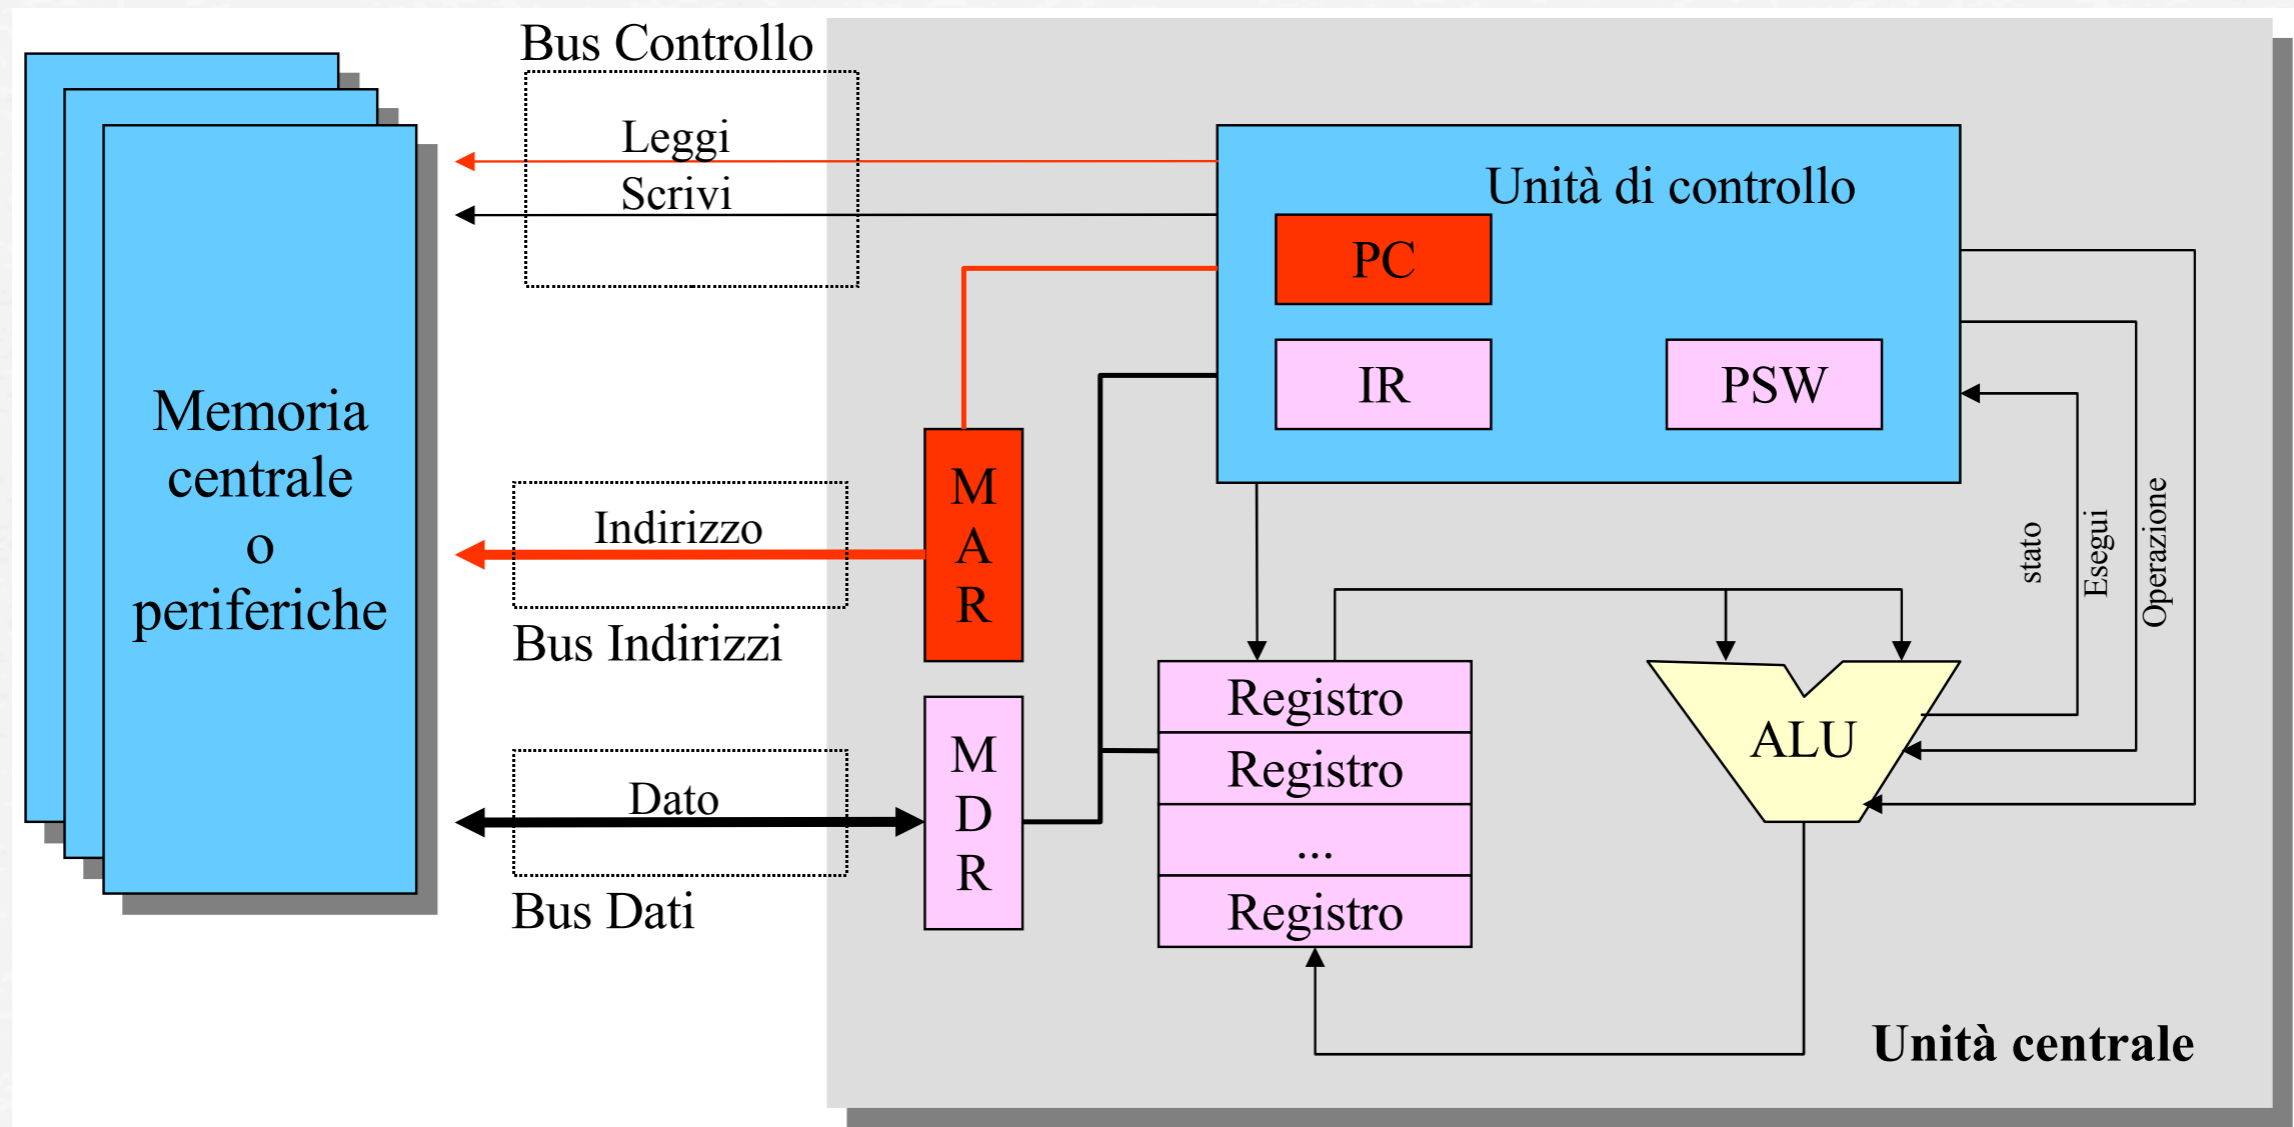 Bus Controllo
Leggi
Scrivi
Unità di controllo
PC
IR
PSW
Memoria
centrale
o
periferiche
M
A
R
Indirizzo
Bus Indirizzi
stato
Esegui
Operazione
M
D
R
Dato
Bus Dati
Registro
Registro
...
Registro
ALU
Unità centrale